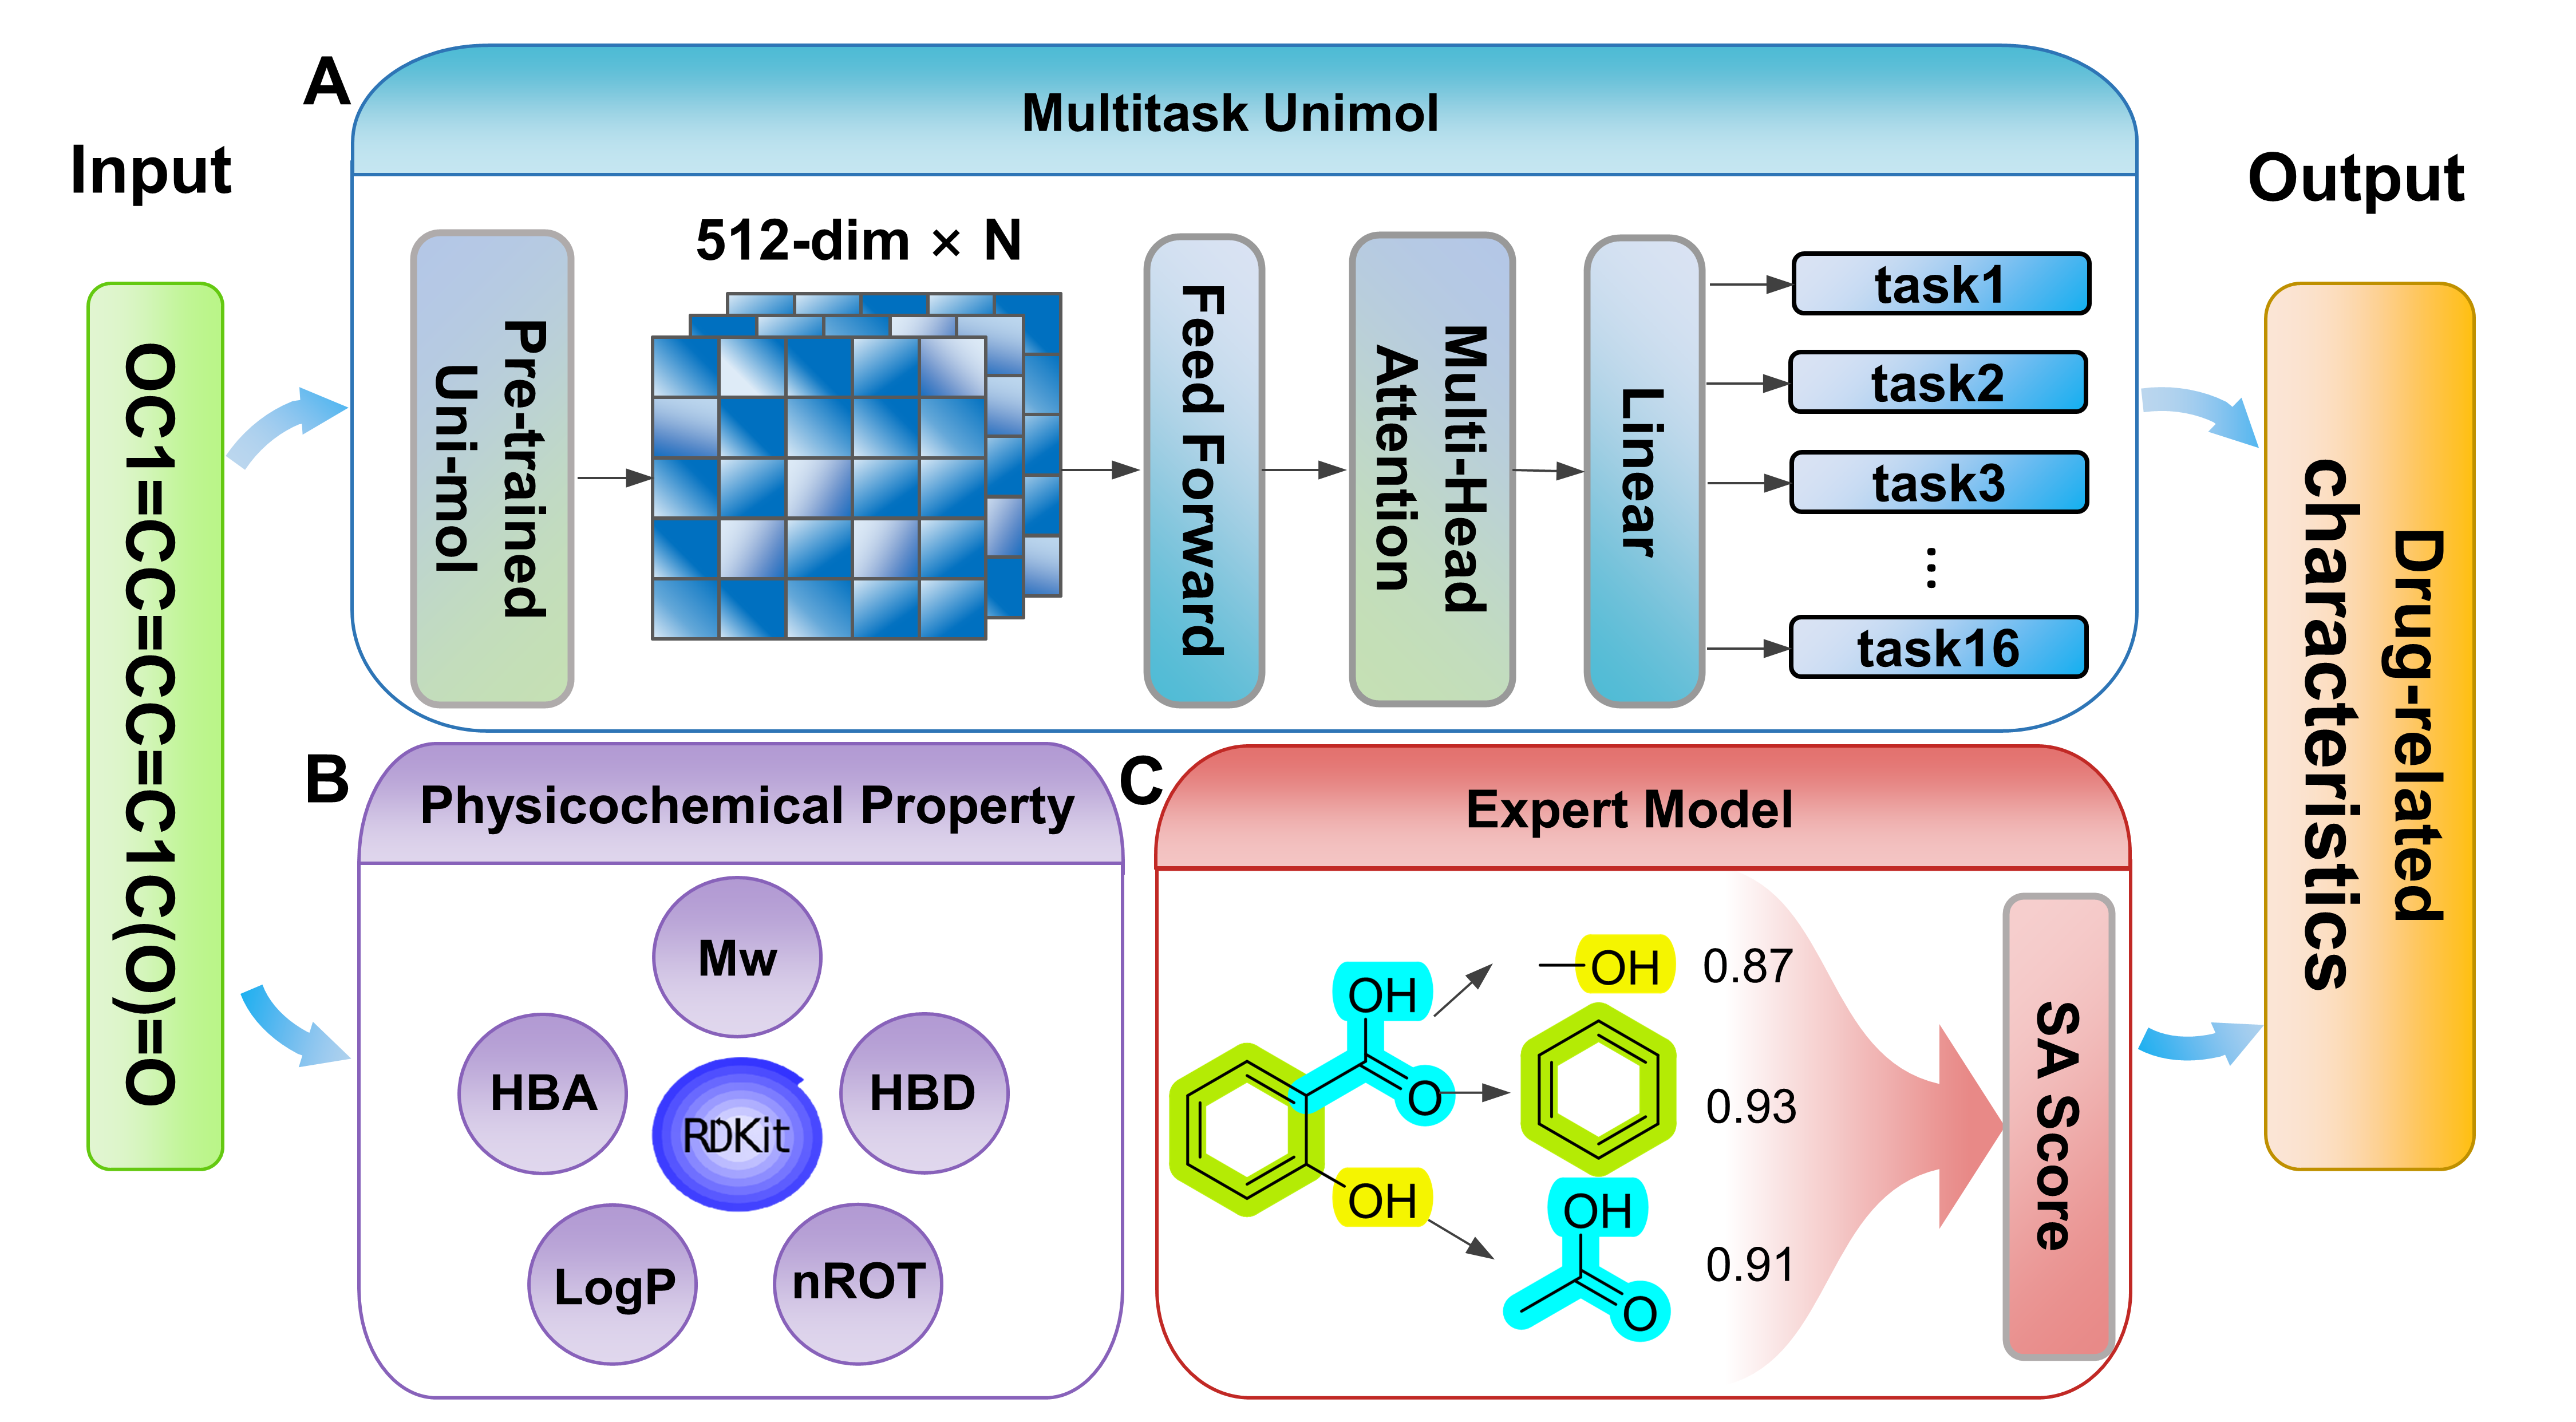 Input
OC1=CC=CC=C1C(O)=O
A
Multitask Unimol
Pre-trained
Uni-mol
512-dim × N
Feed Forward
Multi-Head
Attention
Linear
task1
task2
task3
...
task16
B
Physicochemical Property
Mw
HBA
HBD
RDKit
LogP
nROT
C
Expert Model
OH
O
OH
OH
0.87
0.93
OH
O
0.91
SA Score
Output
Drug-related
characteristics